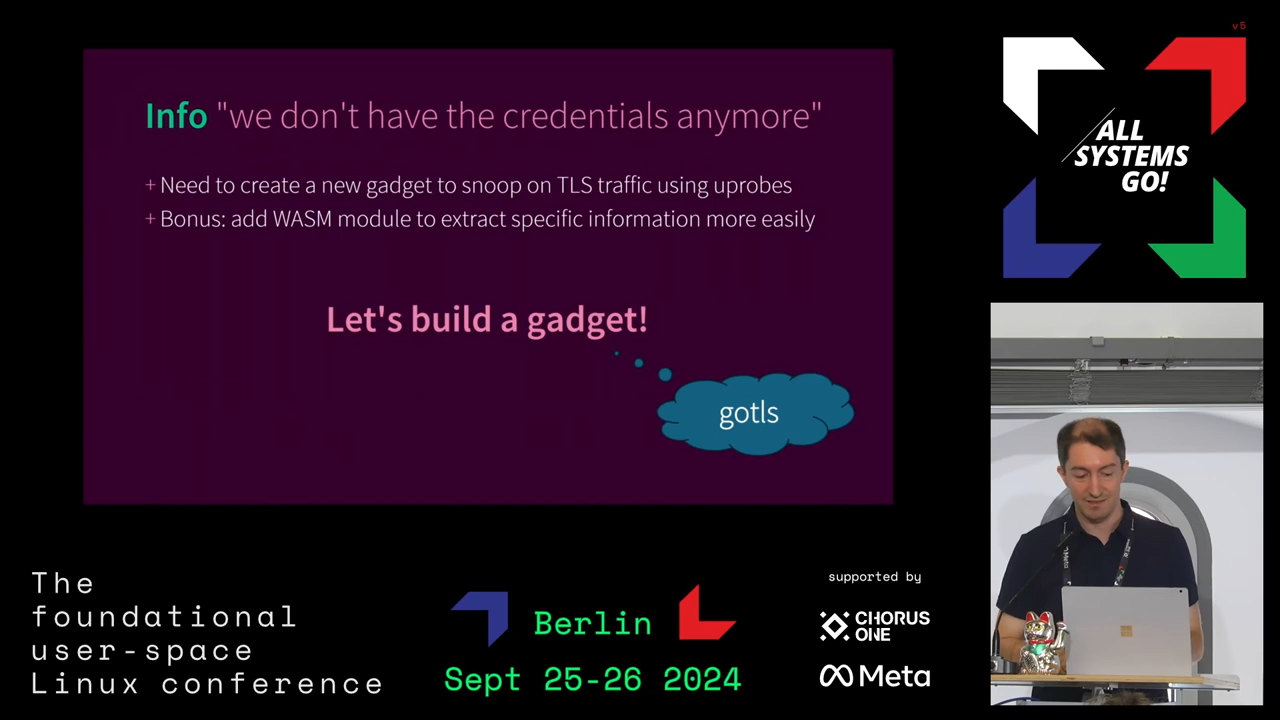 v5
Info "we don't have the credentials anymore"
+ Need to create a new gadget to snoop on TLS traffic using uprobes
+ Bonus: add WASM module to extract specific information more easily
Let's build a gadget!
gotls
ALL
SYSTEMS
GO!
The
foundational
user-space
Linux conference
Berlin
Sept 25-26 2024
supported by
CHORUS
ONE
Meta
Meta